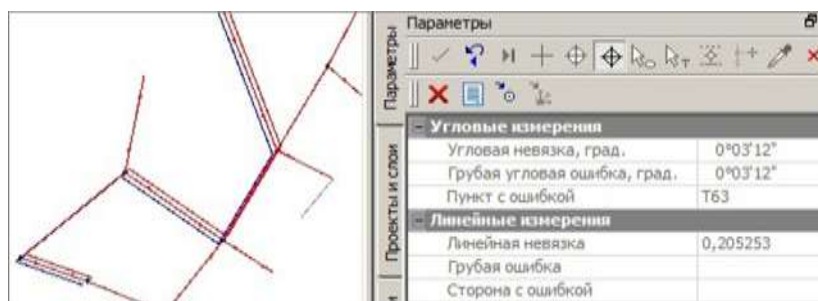 Параметры
Параметры
Проекты и слои
Угловые измерения
Угловая невязка, град. 0°03'12"
Грубая угловая ошибка, град. 0°03'12"
Пункт с ошибкой T63
Линейные измерения
Линейная невязка 0,205253
Грубая ошибка
Сторона с ошибкой